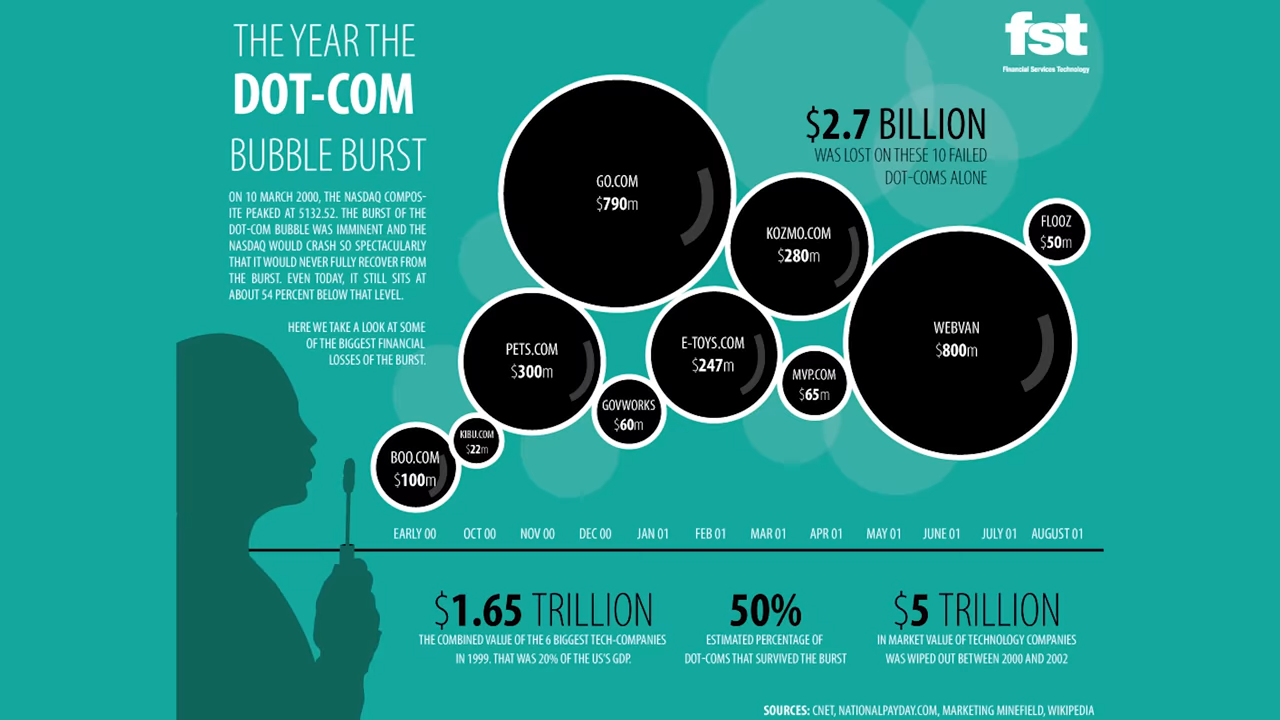 THE YEAR THE
DOT-COM
BUBBLE BURST
ON 10 MARCH 2000, THE NASDAQ COMPOS-
ITE PEAKED AT 5132.52. THE BURST OF THE
DOT-COM BUBBLE WAS IMMINENT AND THE
NASDAQ WOULD CRASH SO SPECTACULARLY
THAT IT WOULD NEVER FULLY RECOVER FROM
THE BURST. EVEN TODAY, IT STILL SITS AT
ABOUT 54 PERCENT BELOW THAT LEVEL.
HERE WE TAKE A LOOK AT SOME
OF THE BIGGEST FINANCIAL
LOSSES OF THE BURST.
fst
Financial Services Technology
$2.7 BILLION
WAS LOST ON THESE 10 FAILED
DOT-COMS ALONE
GO.COM
$790m
KOZMO.COM
$280m
FLOOZ
$50m
WEBVAN
$800m
PETS.COM
$300m
E-TOYS.COM
$247m
MVP.COM
$65m
GOVWORKS
$60m
KIBU.COM
$22m
BOO.COM
$100m
EARLY 00 OCT 00 NOV 00 DEC 00 JAN 01 FEB 01 MAR 01 APR 01 MAY 01 JUNE 01 JULY 01 AUGUST 01
$1.65 TRILLION
THE COMBINED VALUE OF THE 6 BIGGEST TECH-COMPANIES
IN 1999. THAT WAS 20% OF THE US'S GDP.
50%
ESTIMATED PERCENTAGE OF
DOT-COMS THAT SURVIVED THE BURST
$5 TRILLION
IN MARKET VALUE OF TECHNOLOGY COMPANIES
WAS WIPED OUT BETWEEN 2000 AND 2002
SOURCES: CNET, NATIONALPAYDAY.COM, MARKETING MINEFIELD, WIKIPEDIA